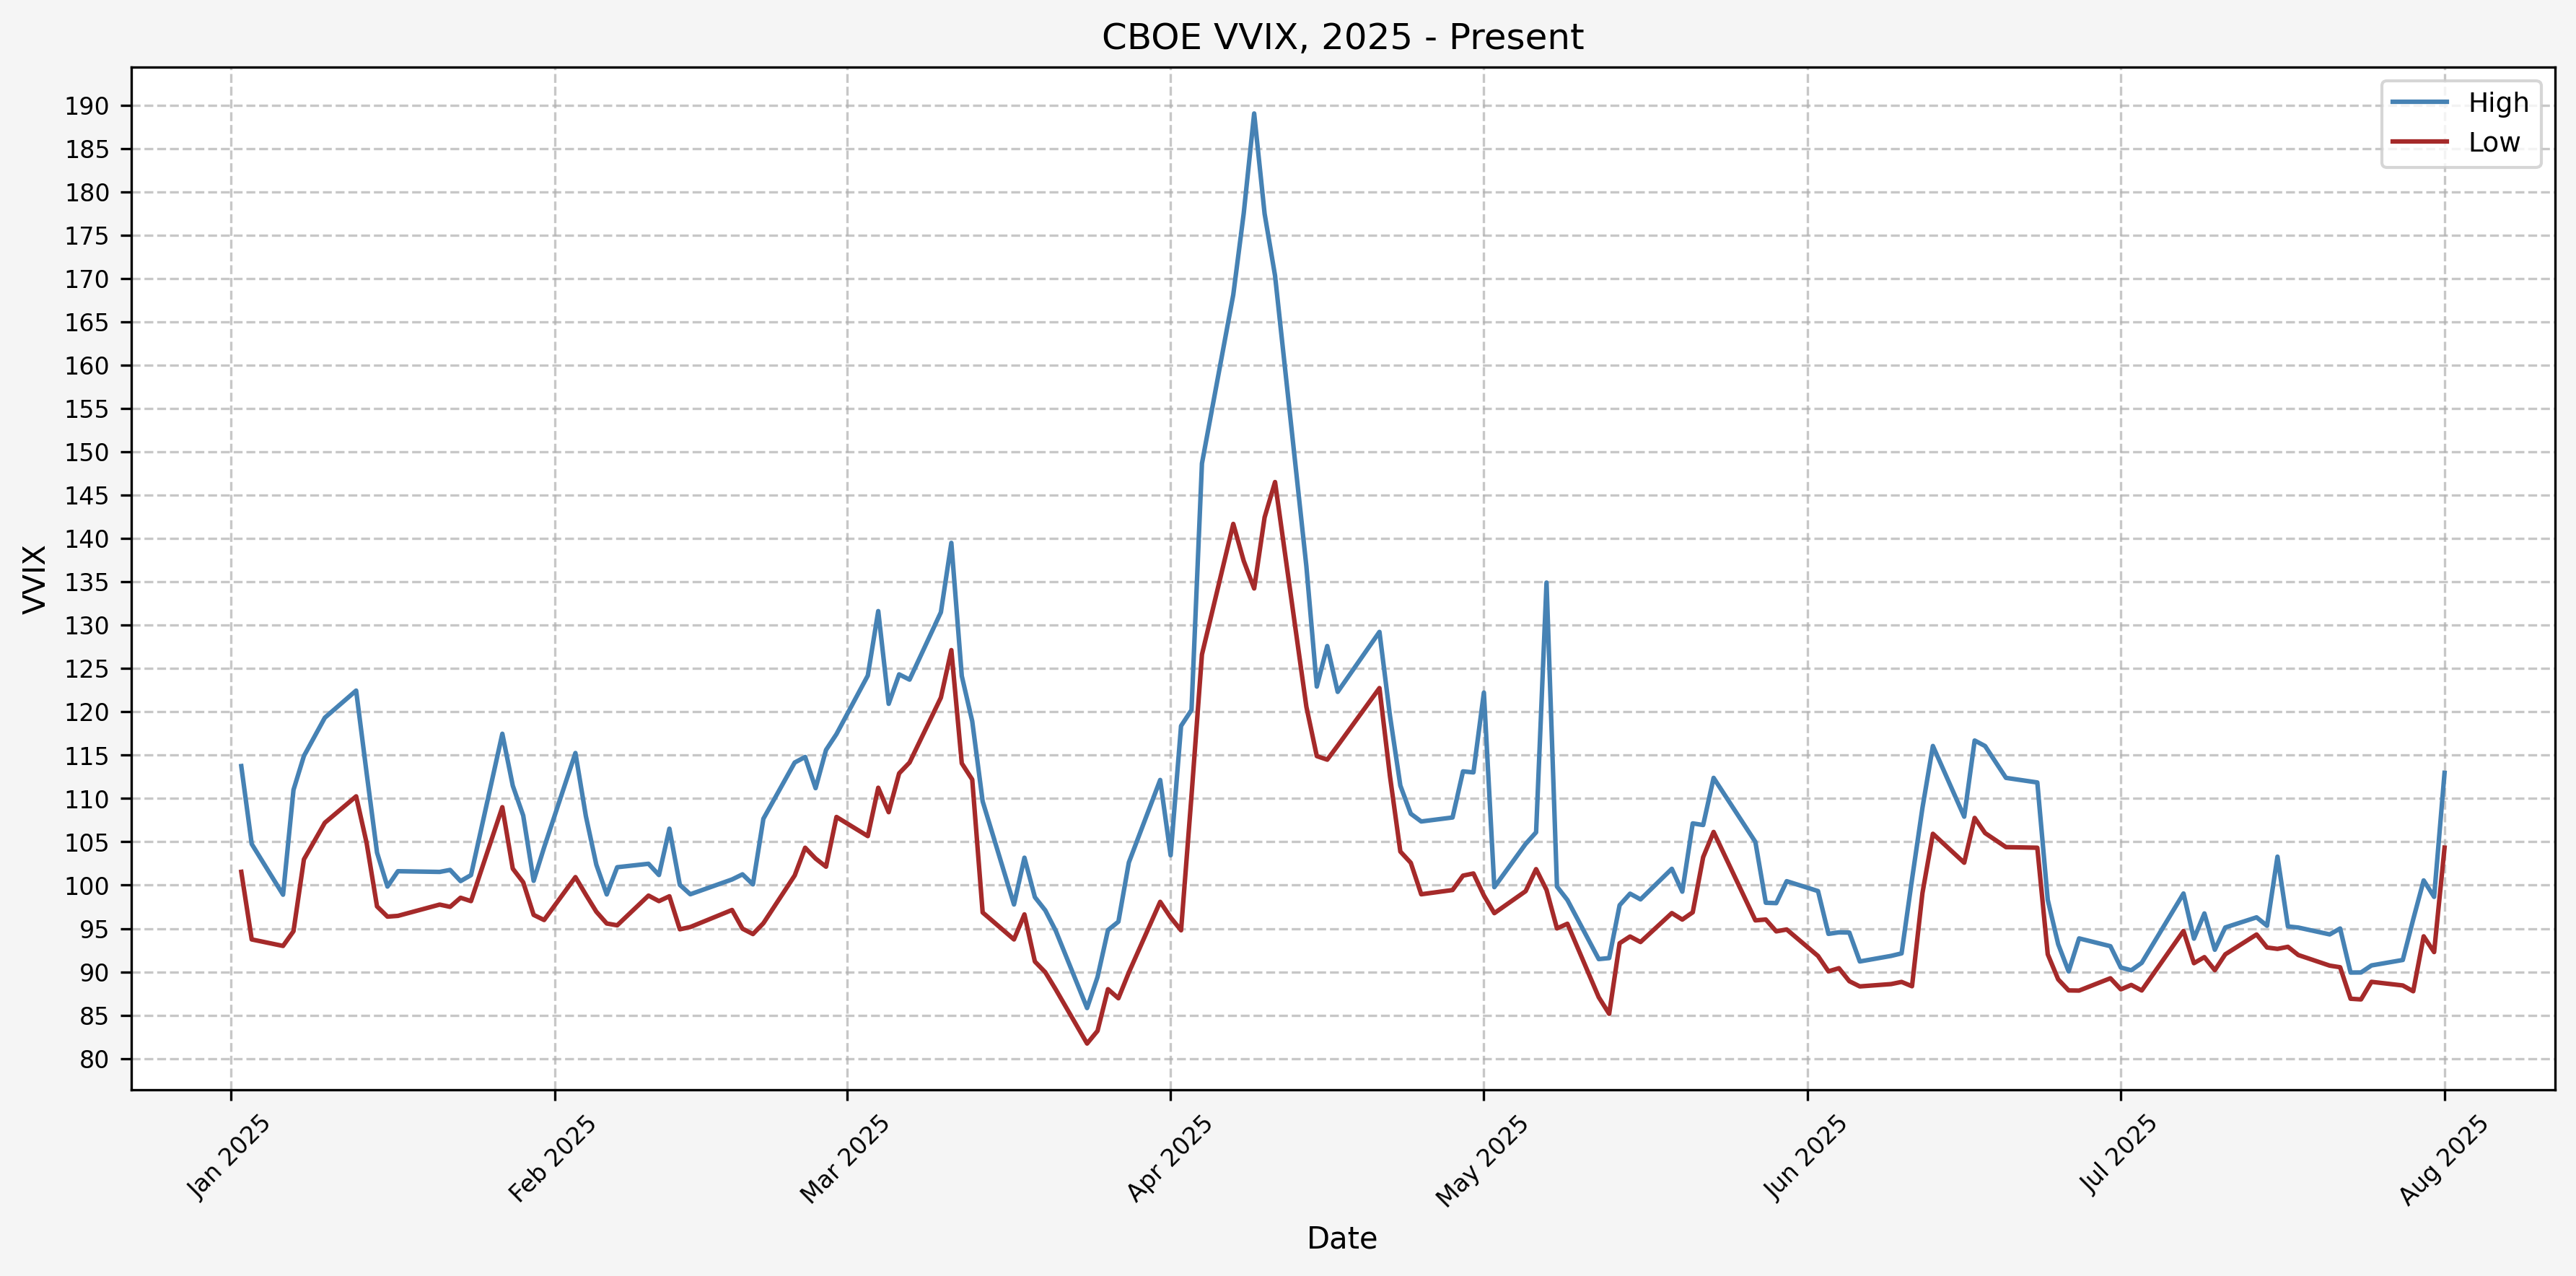 CBOE VVIX, 2025 - Present
High
Low
VVIX
190
185
180
175
170
165
160
155
150
145
140
135
130
125
120
115
110
105
100
95
90
85
80
Jan 2025
Feb 2025
Mar 2025
Apr 2025
May 2025
Jun 2025
Jul 2025
Aug 2025
Date